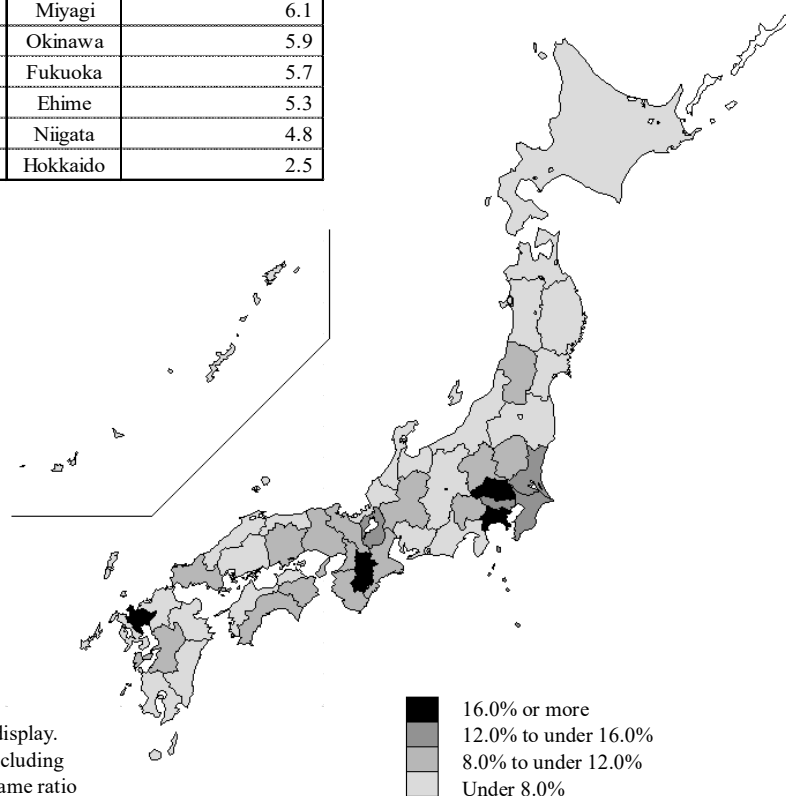 Miyagi 6.1
Okinawa 5.9
Fukuoka 5.7
Ehime 5.3
Niigata 4.8
Hokkaido 2.5
16.0% or more
12.0% to under 16.0%
8.0% to under 12.0%
Under 8.0%
display.
cluding
ame ratio